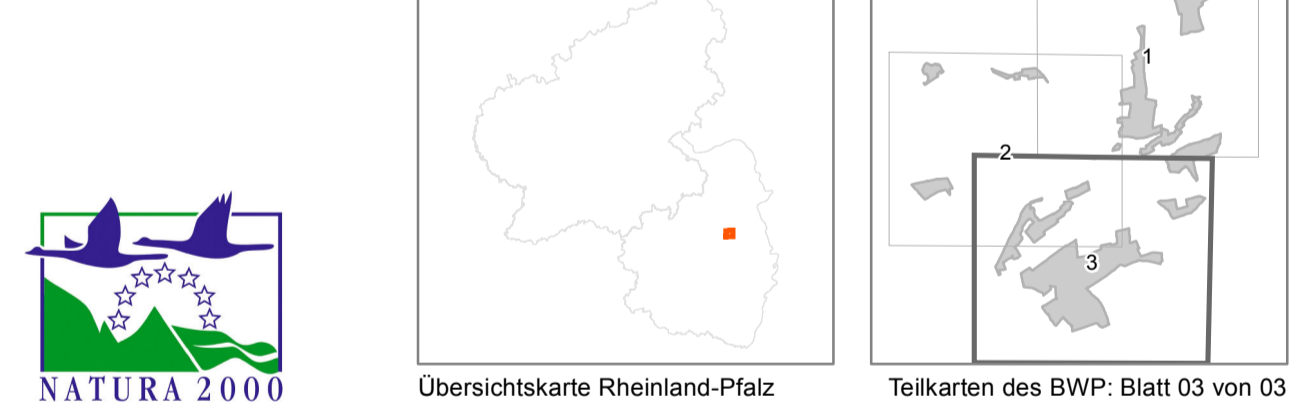 NATURA 2000
Übersichtskarte Rheinland-Pfalz
1
2
3
Teilkarten des BWP: Blatt 03 von 03